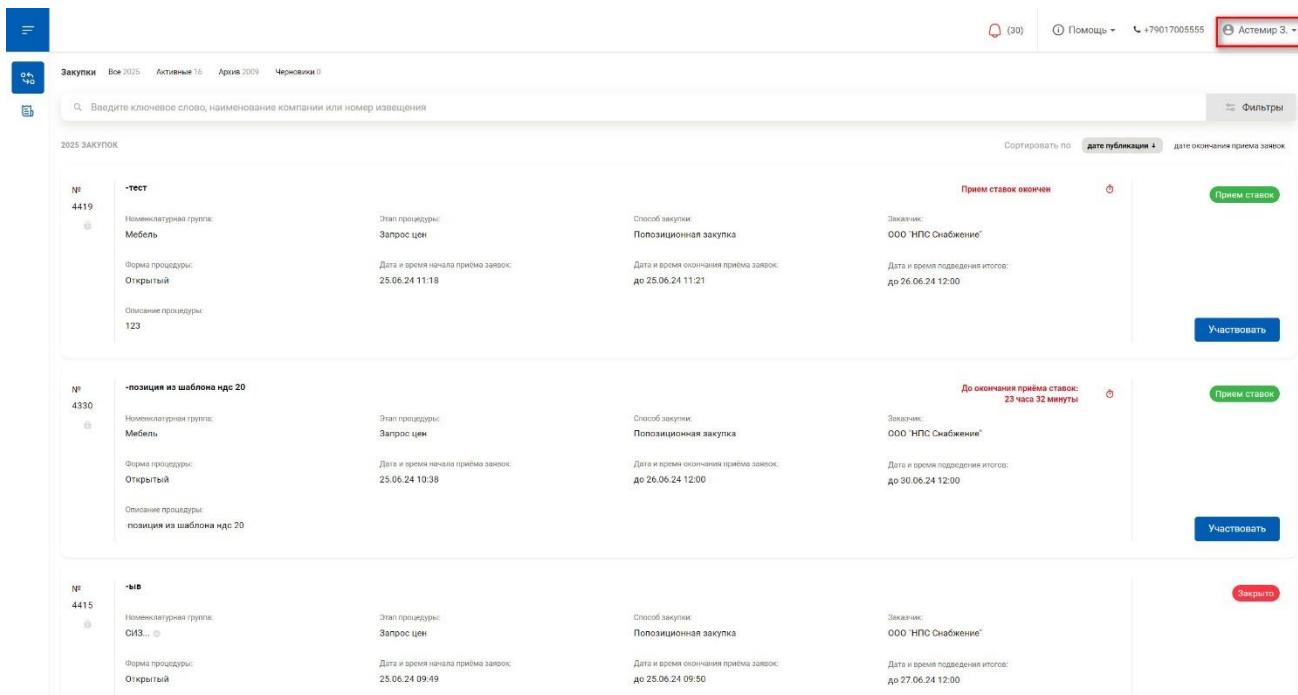 (30) Помощь +79017005555 Астемир З.
Закупки Все 2025 Активные 16 Архив 2009 Черновики 0
Введите ключевое слово, наименование компании или номер извещения Фильтры
2025 ЗАКУПОК Сортировать по дате публикации ↓ дате окончания приема заявок
№ -тест Прием ставок окончен Прием ставок
4419
Номенклатурная группа: Этап процедуры: Способ закупки: Заказчик:
Мебель Запрос цен Попозиционная закупка ООО "НПС Снабжение"
Форма процедуры: Дата и время начала приёма заявок: Дата и время окончания приёма заявок: Дата и время подведения итогов:
Открытый 25.06.24 11:18 до 25.06.24 11:21 до 26.06.24 12:00
Описание процедуры:
123 Участвовать
№ -позиция из шаблона ндс 20 До окончания приёма ставок: Прием ставок
4330 23 часа 32 минуты
Номенклатурная группа: Этап процедуры: Способ закупки: Заказчик:
Мебель Запрос цен Попозиционная закупка ООО "НПС Снабжение"
Форма процедуры: Дата и время начала приёма заявок: Дата и время окончания приёма заявок: Дата и время подведения итогов:
Открытый 25.06.24 10:38 до 26.06.24 12:00 до 30.06.24 12:00
Описание процедуры:
-позиция из шаблона ндс 20 Участвовать
№ -ыв Закрыто
4415
Номенклатурная группа: Этап процедуры: Способ закупки: Заказчик:
СИЗ... Запрос цен Попозиционная закупка ООО "НПС Снабжение"
Форма процедуры: Дата и время начала приёма заявок: Дата и время окончания приёма заявок: Дата и время подведения итогов:
Открытый 25.06.24 09:49 до 25.06.24 09:50 до 27.06.24 12:00